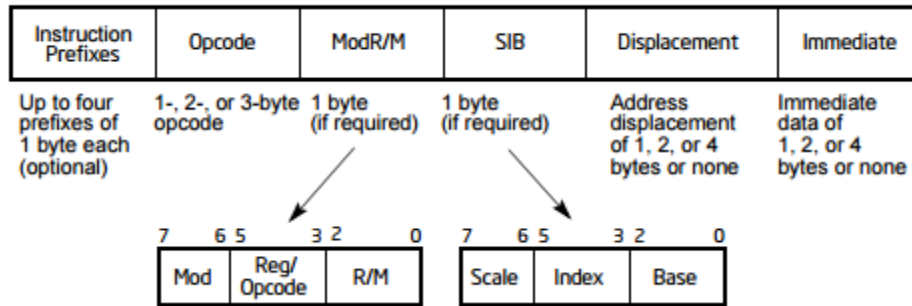 Instruction Prefixes
Opcode
ModR/M
SIB
Displacement
Immediate
Up to four
prefixes of
1 byte each
(optional)
1-, 2-, or 3-byte
opcode
1 byte
(if required)
1 byte
(if required)
Address
displacement
of 1, 2, or 4
bytes or none
Immediate
data of
1, 2, or 4
bytes or none
7 6 5 3 2 0
Mod
Reg/
Opcode
R/M
7 6 5 3 2 0
Scale
Index
Base